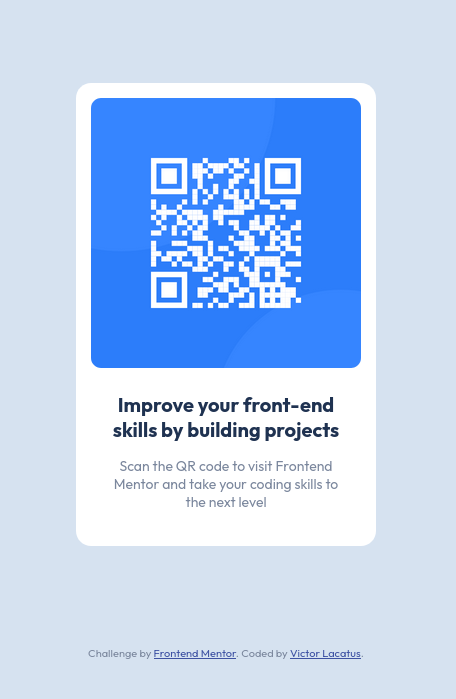 Improve your front-end
skills by building projects
Scan the QR code to visit Frontend
Mentor and take your coding skills to
the next level
Challenge by Frontend Mentor. Coded by Victor Lacatus.